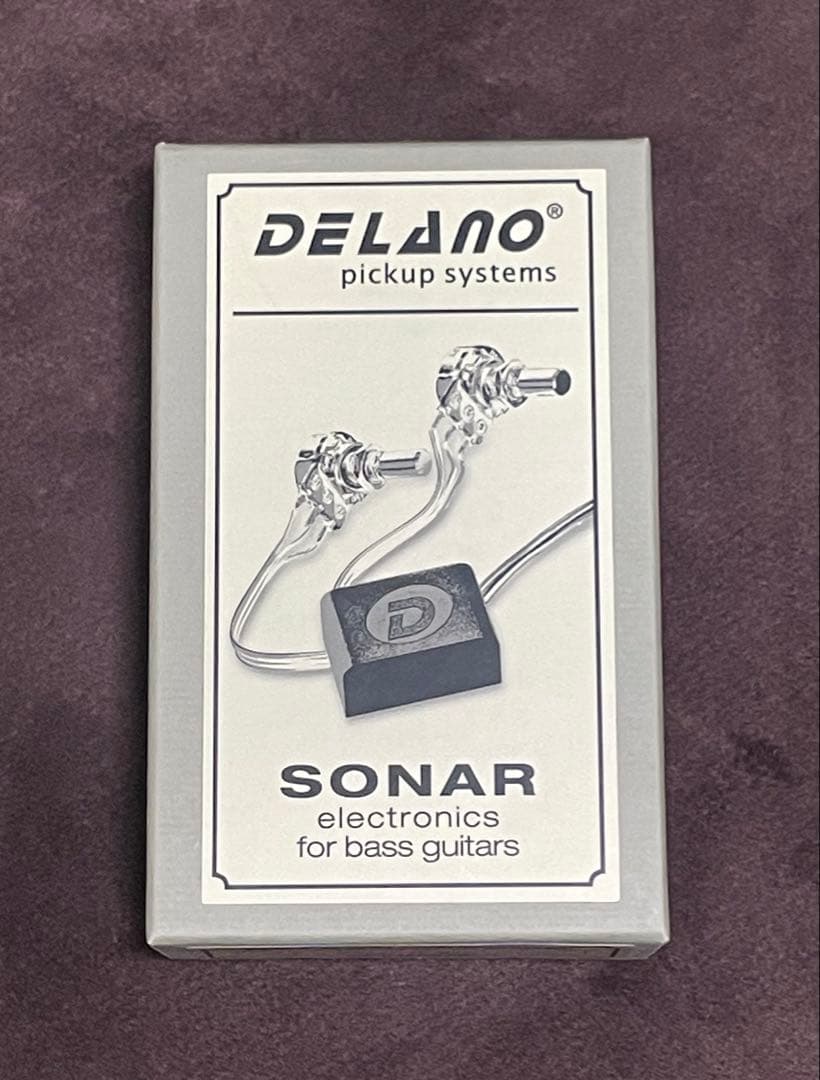 DELANO®
pickup systems
D
SONAR
electronics
for bass guitars